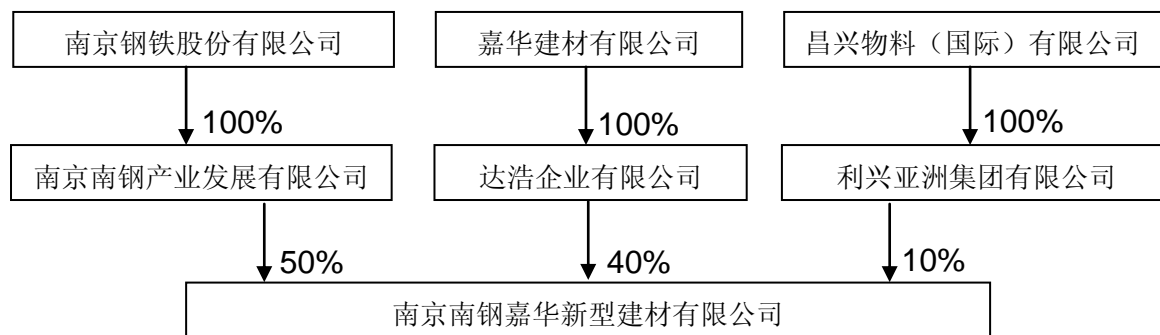 南京钢铁股份有限公司 嘉华建材有限公司 昌兴物料（国际）有限公司
100% 100% 100%
南京南钢产业发展有限公司 达浩企业有限公司 利兴亚洲集团有限公司
50% 40% 10%
南京南钢嘉华新型建材有限公司